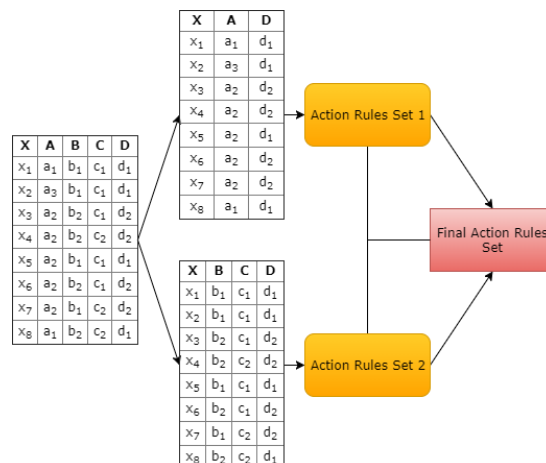 X A D
x₁ a₁ d₁
x₂ a₃ d₁
x₃ a₂ d₂
x₄ a₂ d₂
x₅ a₂ d₁
x₆ a₂ d₂
x₇ a₂ d₂
x₈ a₁ d₁
X A B C D
x₁ a₁ b₁ c₁ d₁
x₂ a₃ b₁ c₁ d₁
x₃ a₂ b₂ c₁ d₂
x₄ a₂ b₂ c₂ d₂
x₅ a₂ b₁ c₁ d₁
x₆ a₂ b₂ c₁ d₂
x₇ a₂ b₁ c₂ d₂
x₈ a₁ b₂ c₂ d₁
X B C D
x₁ b₁ c₁ d₁
x₂ b₁ c₁ d₁
x₃ b₂ c₁ d₂
x₄ b₂ c₂ d₂
x₅ b₁ c₁ d₁
x₆ b₂ c₁ d₂
x₇ b₁ c₂ d₂
x₈ b₂ c₂ d₁
Action Rules Set 1
Action Rules Set 2
Final Action Rules
Set